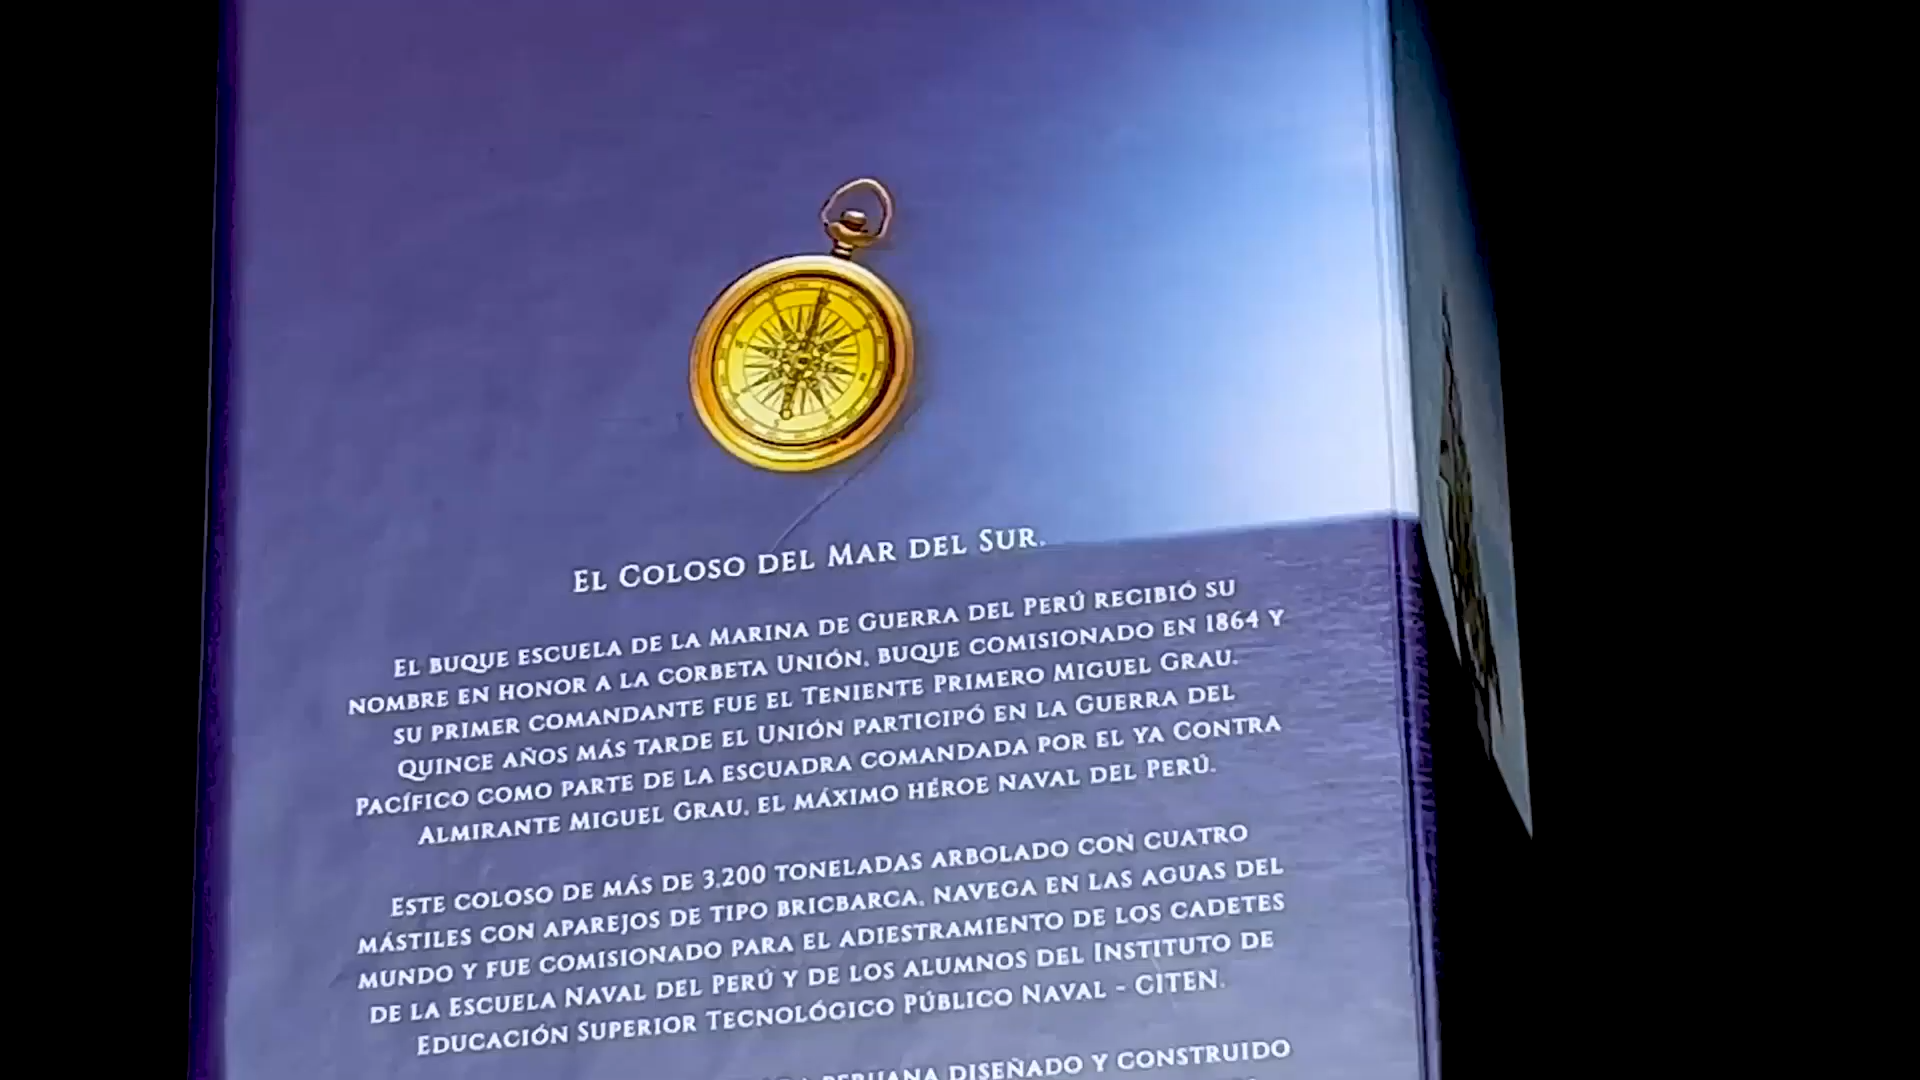 El Coloso del Mar del Sur.
El buque escuela de la Marina de Guerra del Perú recibió su
nombre en honor a la corbeta Unión, buque comisionado en 1864 y
su primer comandante fue el Teniente Primero Miguel Grau.
Quince años más tarde el Unión participó en la Guerra del
Pacífico como parte de la escuadra comandada por el ya Contra
Almirante Miguel Grau, el máximo héroe naval del Perú.
Este coloso de más de 3,200 toneladas arbolado con cuatro
mástiles con aparejos de tipo bricbarca, navega en las aguas del
mundo y fue comisionado para el adiestramiento de los cadetes
de la Escuela Naval del Perú y de los alumnos del Instituto de
Educación Superior Tecnológico Público Naval - CITEN.
peruana diseñado y construido